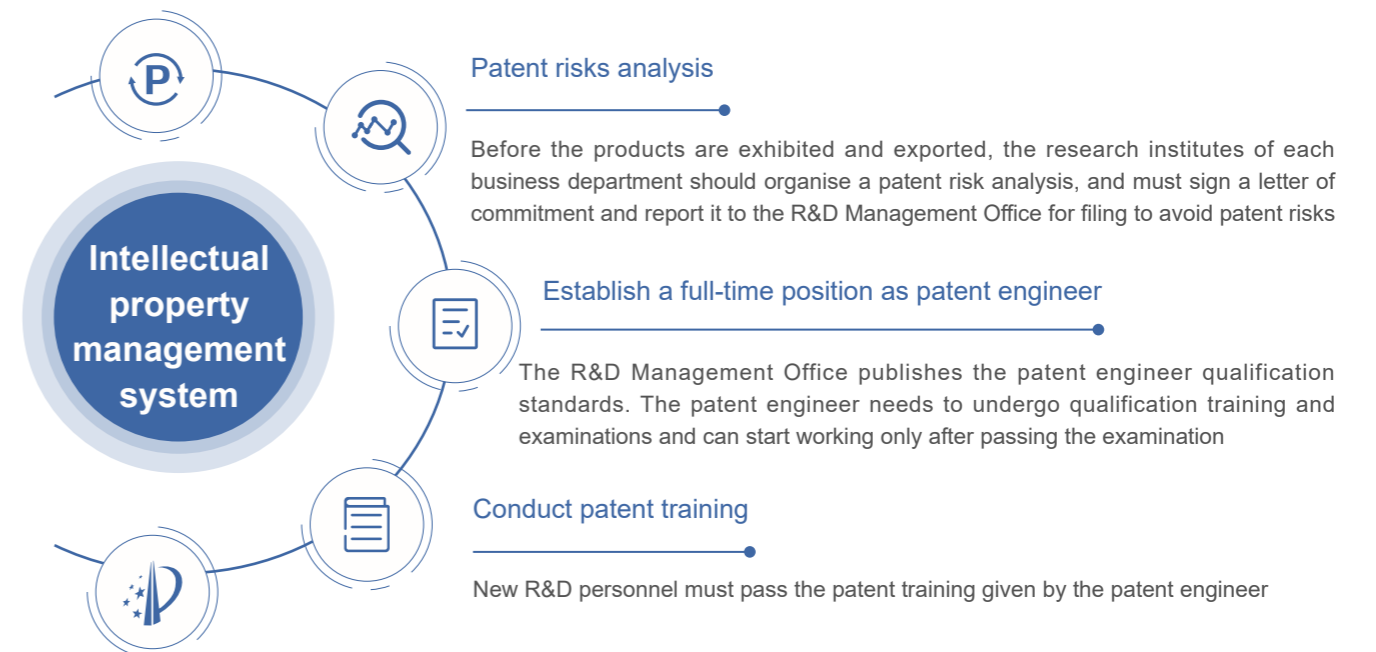 P
Intellectual
property
management
system
Patent risks analysis
Before the products are exhibited and exported, the research institutes of each
business department should organise a patent risk analysis, and must sign a letter of
commitment and report it to the R&D Management Office for filing to avoid patent risks
Establish a full-time position as patent engineer
The R&D Management Office publishes the patent engineer qualification
standards. The patent engineer needs to undergo qualification training and
examinations and can start working only after passing the examination
Conduct patent training
New R&D personnel must pass the patent training given by the patent engineer